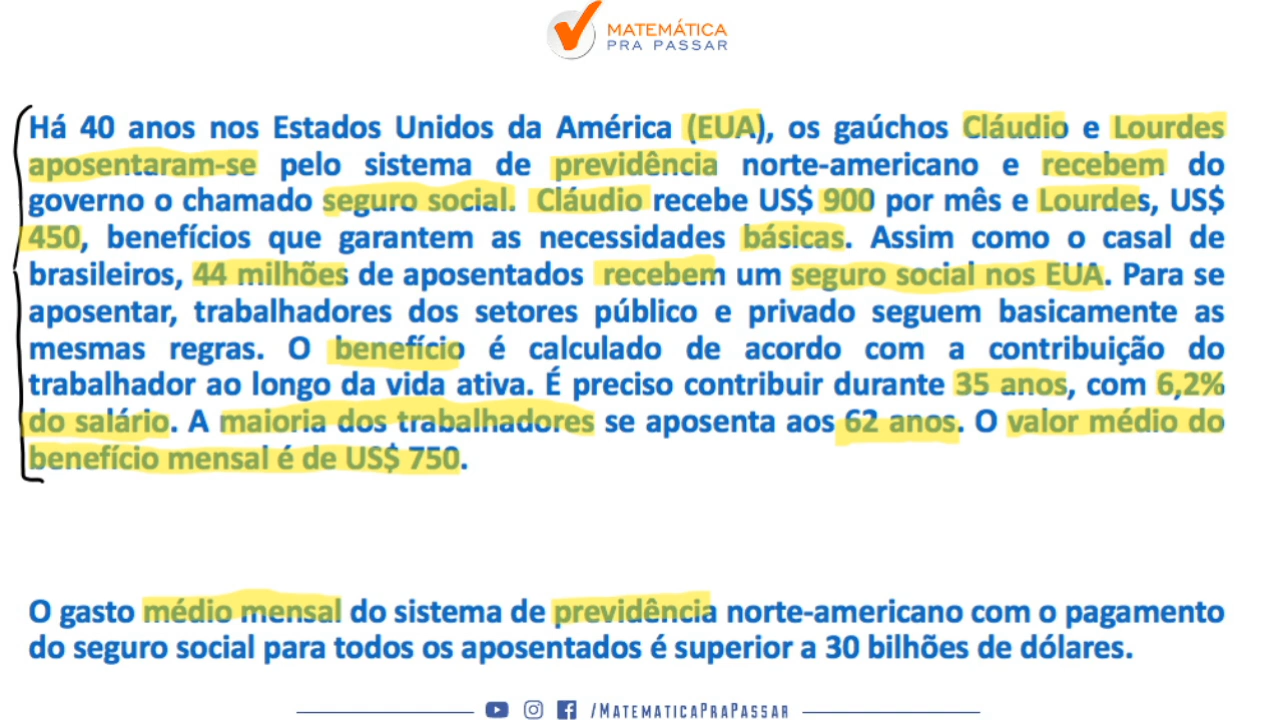 MATEMÁTICA
PRA PASSAR
Há 40 anos nos Estados Unidos da América (EUA), os gaúchos Cláudio e Lourdes
aposentaram-se pelo sistema de previdência norte-americano e recebem do
governo o chamado seguro social. Cláudio recebe US$ 900 por mês e Lourdes, US$
450, benefícios que garantem as necessidades básicas. Assim como o casal de
brasileiros, 44 milhões de aposentados recebem um seguro social nos EUA. Para se
aposentar, trabalhadores dos setores público e privado seguem basicamente as
mesmas regras. O benefício é calculado de acordo com a contribuição do
trabalhador ao longo da vida ativa. É preciso contribuir durante 35 anos, com 6,2%
do salário. A maioria dos trabalhadores se aposenta aos 62 anos. O valor médio do
benefício mensal é de US$ 750.
O gasto médio mensal do sistema de previdência norte-americano com o pagamento
do seguro social para todos os aposentados é superior a 30 bilhões de dólares.
/MATEMATICAPRAPASSAR